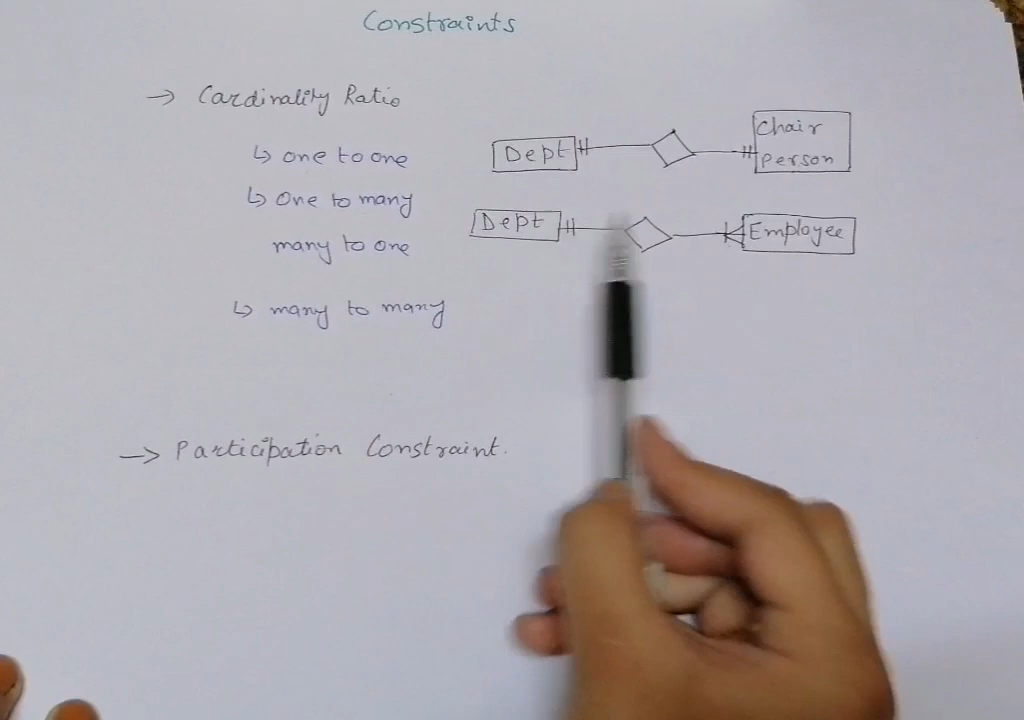 Constraints
→ Cardinality Ratio
↳ one to one
Dept
Chair
person
↳ One to many
Dept
Employee
many to one
↳ many to many
→ Participation Constraint.